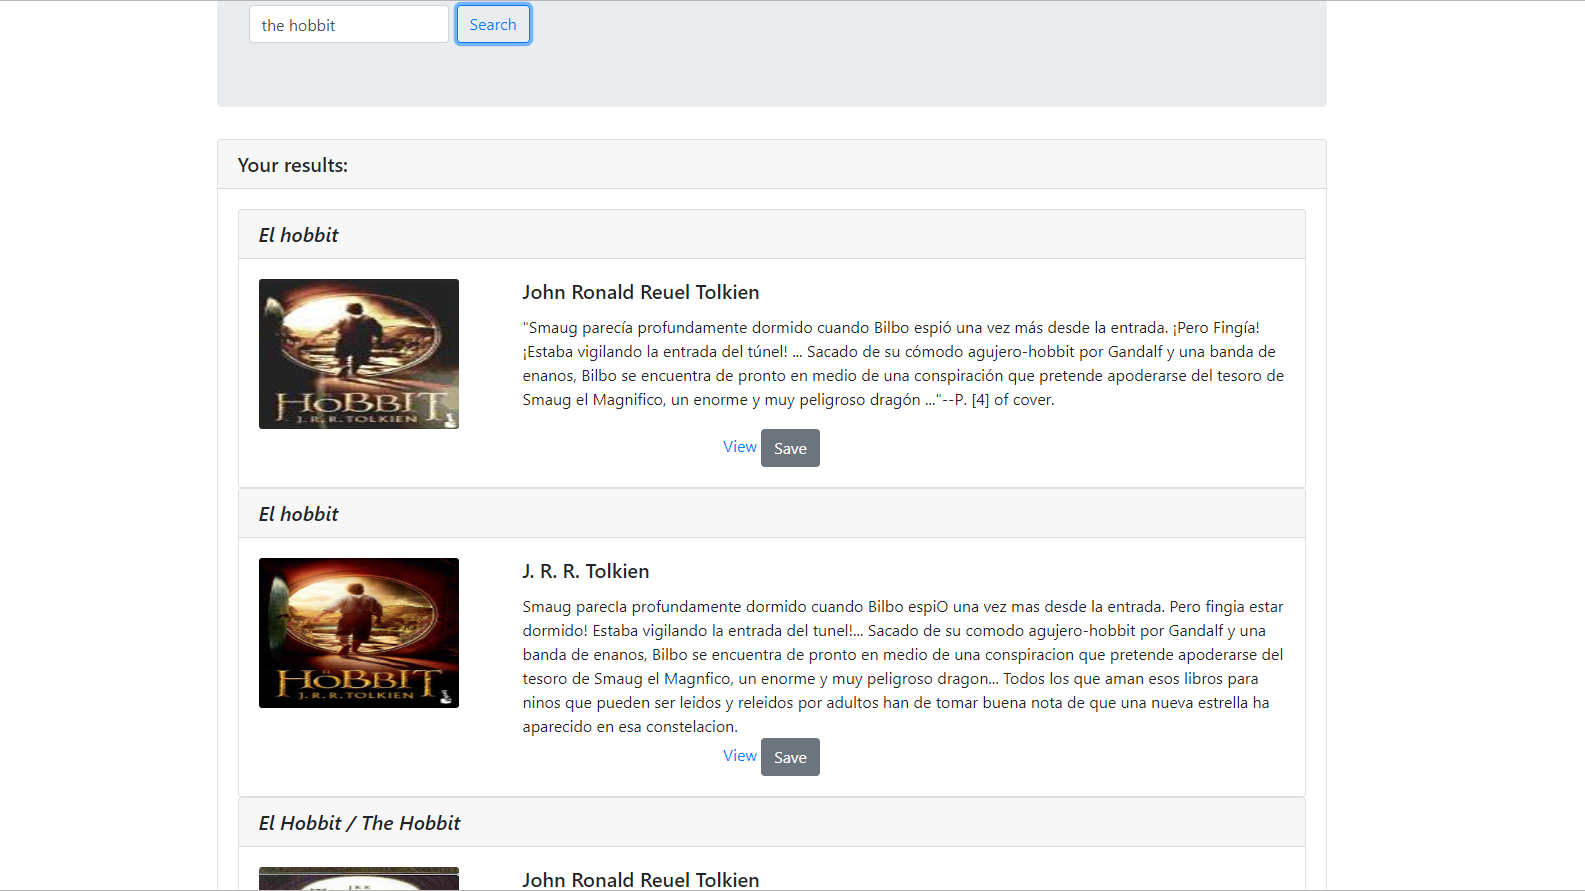 the hobbit Search
Your results:
El hobbit
HOBBIT
J.R.R.TOLKIEN
John Ronald Reuel Tolkien
"Smaug parecía profundamente dormido cuando Bilbo espió una vez más desde la entrada. ¡Pero Fingía!
¡Estaba vigilando la entrada del túnel! ... Sacado de su cómodo agujero-hobbit por Gandalf y una banda de
enanos, Bilbo se encuentra de pronto en medio de una conspiración que pretende apoderarse del tesoro de
Smaug el Magnifico, un enorme y muy peligroso dragón ..."--P. [4] of cover.
View Save
El hobbit
HOBBIT
J.R.R.TOLKIEN
J. R. R. Tolkien
Smaug parecIa profundamente dormido cuando Bilbo espiO una vez mas desde la entrada. Pero fingia estar
dormido! Estaba vigilando la entrada del tunel!... Sacado de su comodo agujero-hobbit por Gandalf y una
banda de enanos, Bilbo se encuentra de pronto en medio de una conspiracion que pretende apoderarse del
tesoro de Smaug el Magnfico, un enorme y muy peligroso dragon... Todos los que aman esos libros para
ninos que pueden ser leidos y releidos por adultos han de tomar buena nota de que una nueva estrella ha
aparecido en esa constelacion.
View Save
El Hobbit / The Hobbit
John Ronald Reuel Tolkien